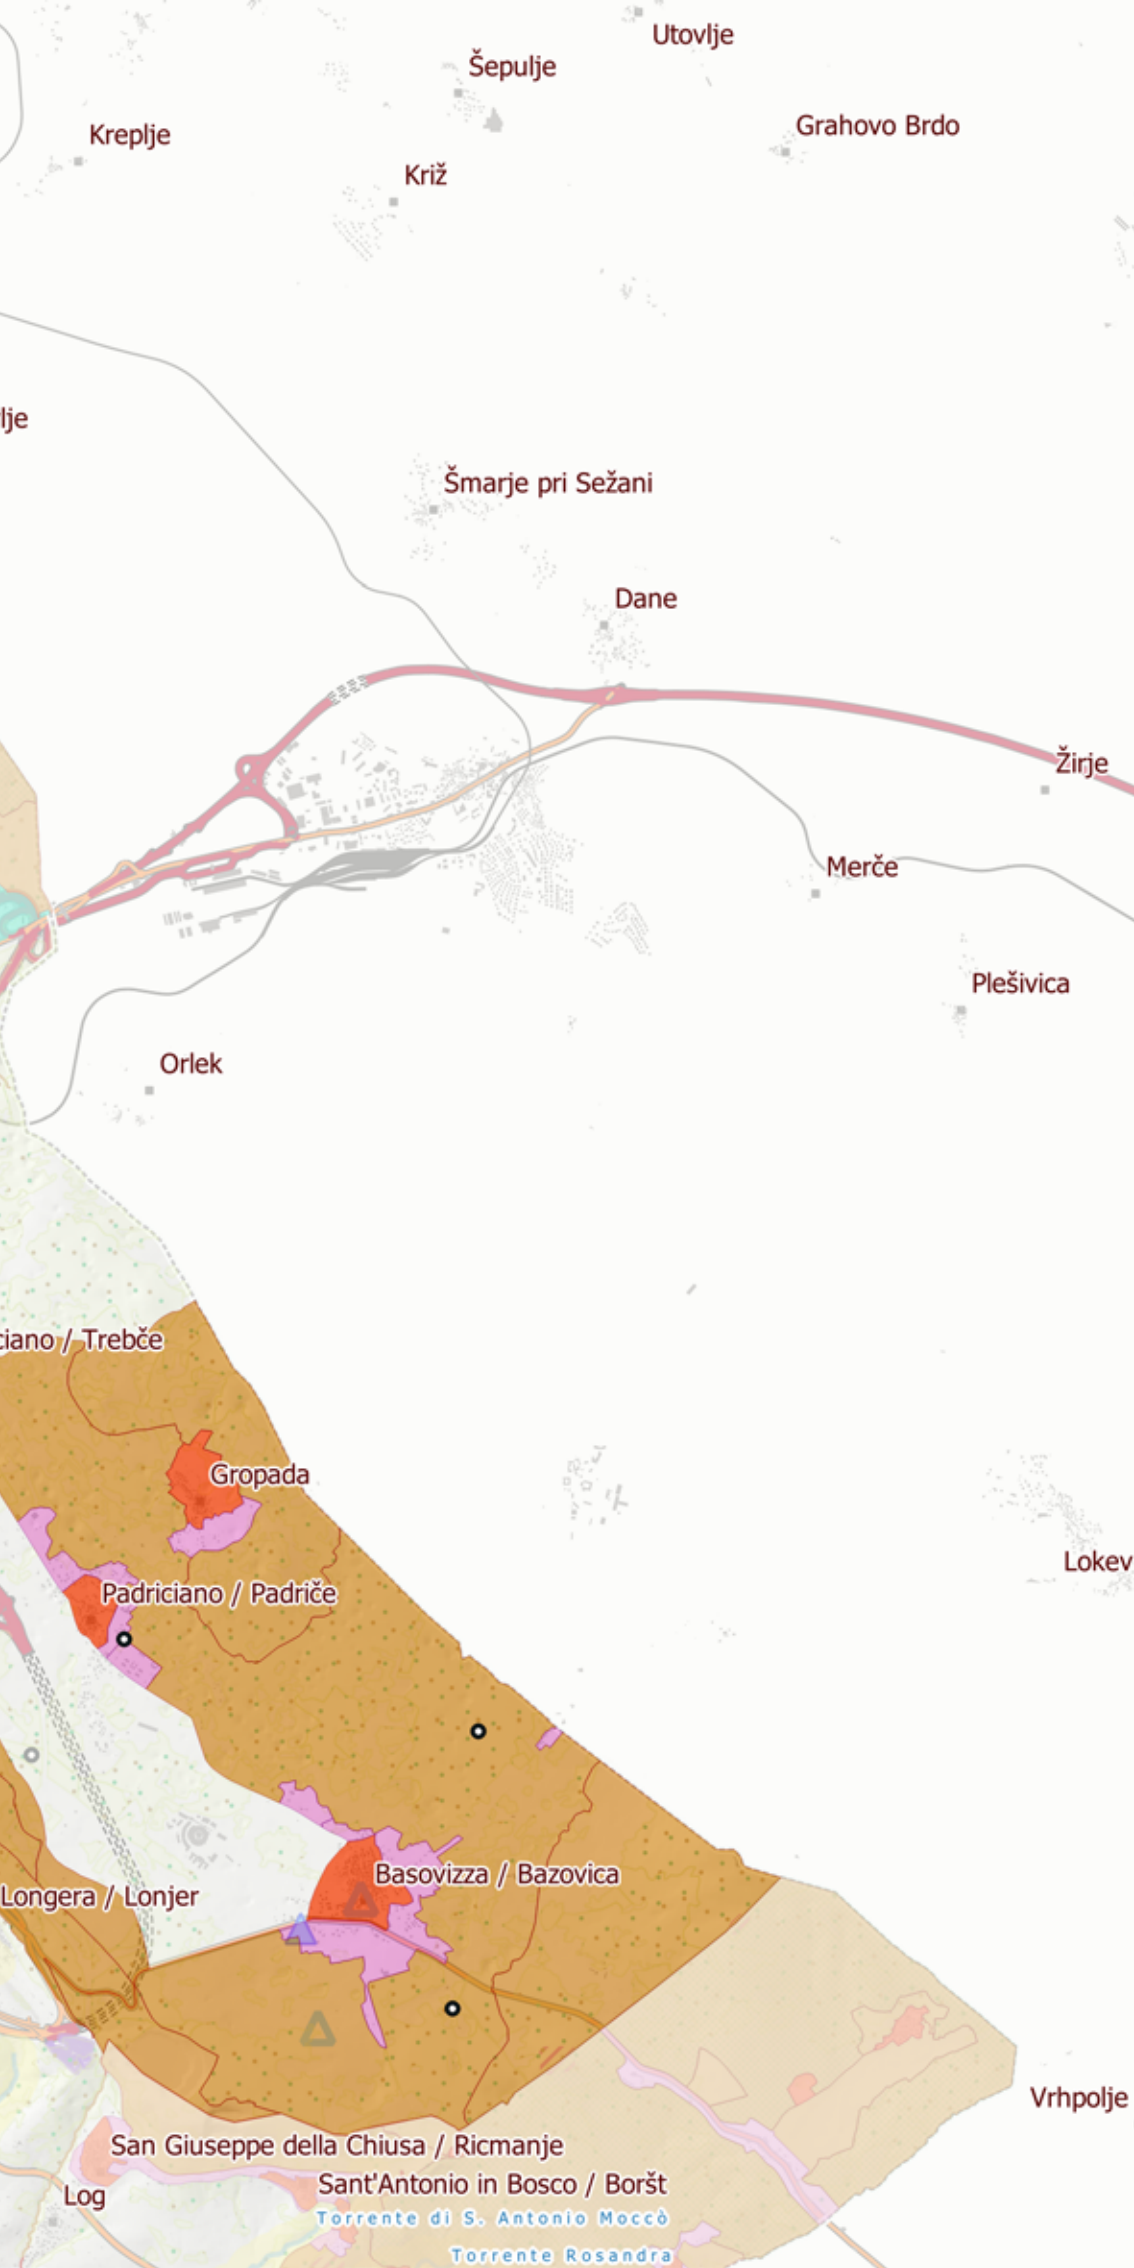 Utovlje
Šepulje
Grahovo Brdo
Kreplje
Križ
lje
Šmarje pri Sežani
Dane
Žirje
Merče
Plešivica
Orlek
ciano / Trebče
Gropada
Lokev
Padriciano / Padriče
Basovizza / Bazovica
Longera / Lonjer
Vrhpolje
San Giuseppe della Chiusa / Ricmanje
Sant'Antonio in Bosco / Boršt
Log
Torrente di S. Antonio Moccò
Torrente Rosandra